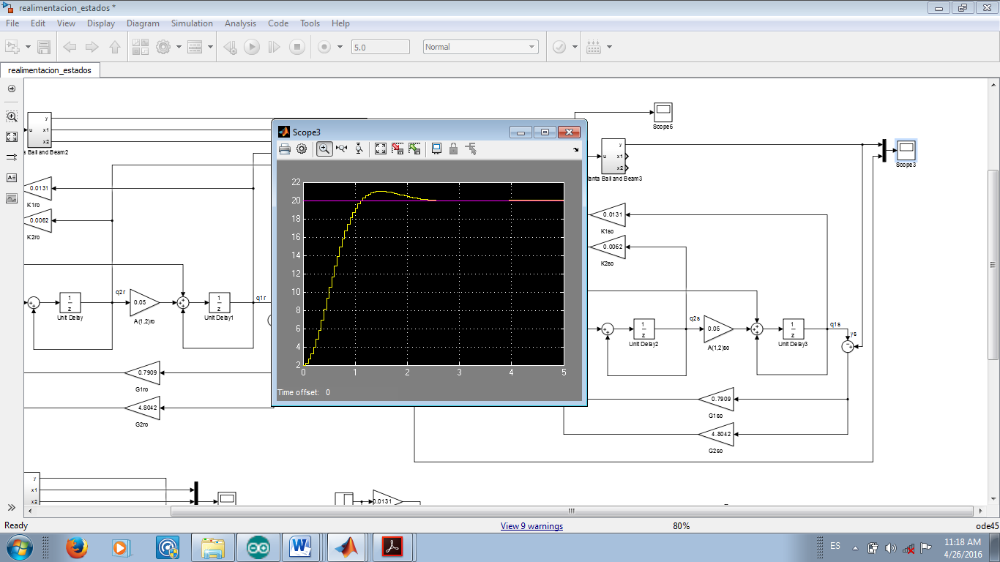 realimentacion_estados *
File Edit View Display Diagram Simulation Analysis Code Tools Help
5.0 Normal
realimentacion_estados
y
u x1
x2
a Ball and Beam2
0.0131
K1ro
0.0062
K2ro
1
z
Unit Delay
q2r
0.05
A(1,2)ro
1
z
Unit Delay1
q1r
0.7909
G1ro
4.8042
G2ro
y
x1
x2
Scope3
22
20
18
16
14
12
10
8
6
4
2
0 1 2 3 4 5
Time offset: 0
Scope6
y
u x1
x2
lanta Ball and Beam3
Scope3
0.0131
K1so
0.0062
K2so
1
z
Unit Delay2
q2s
0.05
A(1,2)so
1
z
Unit Delay3
q1s
ys
0.7909
G1so
4.8042
G2so
0.0131
Ready View 9 warnings 80% ode45
ES 11:18 AM
4/26/2016